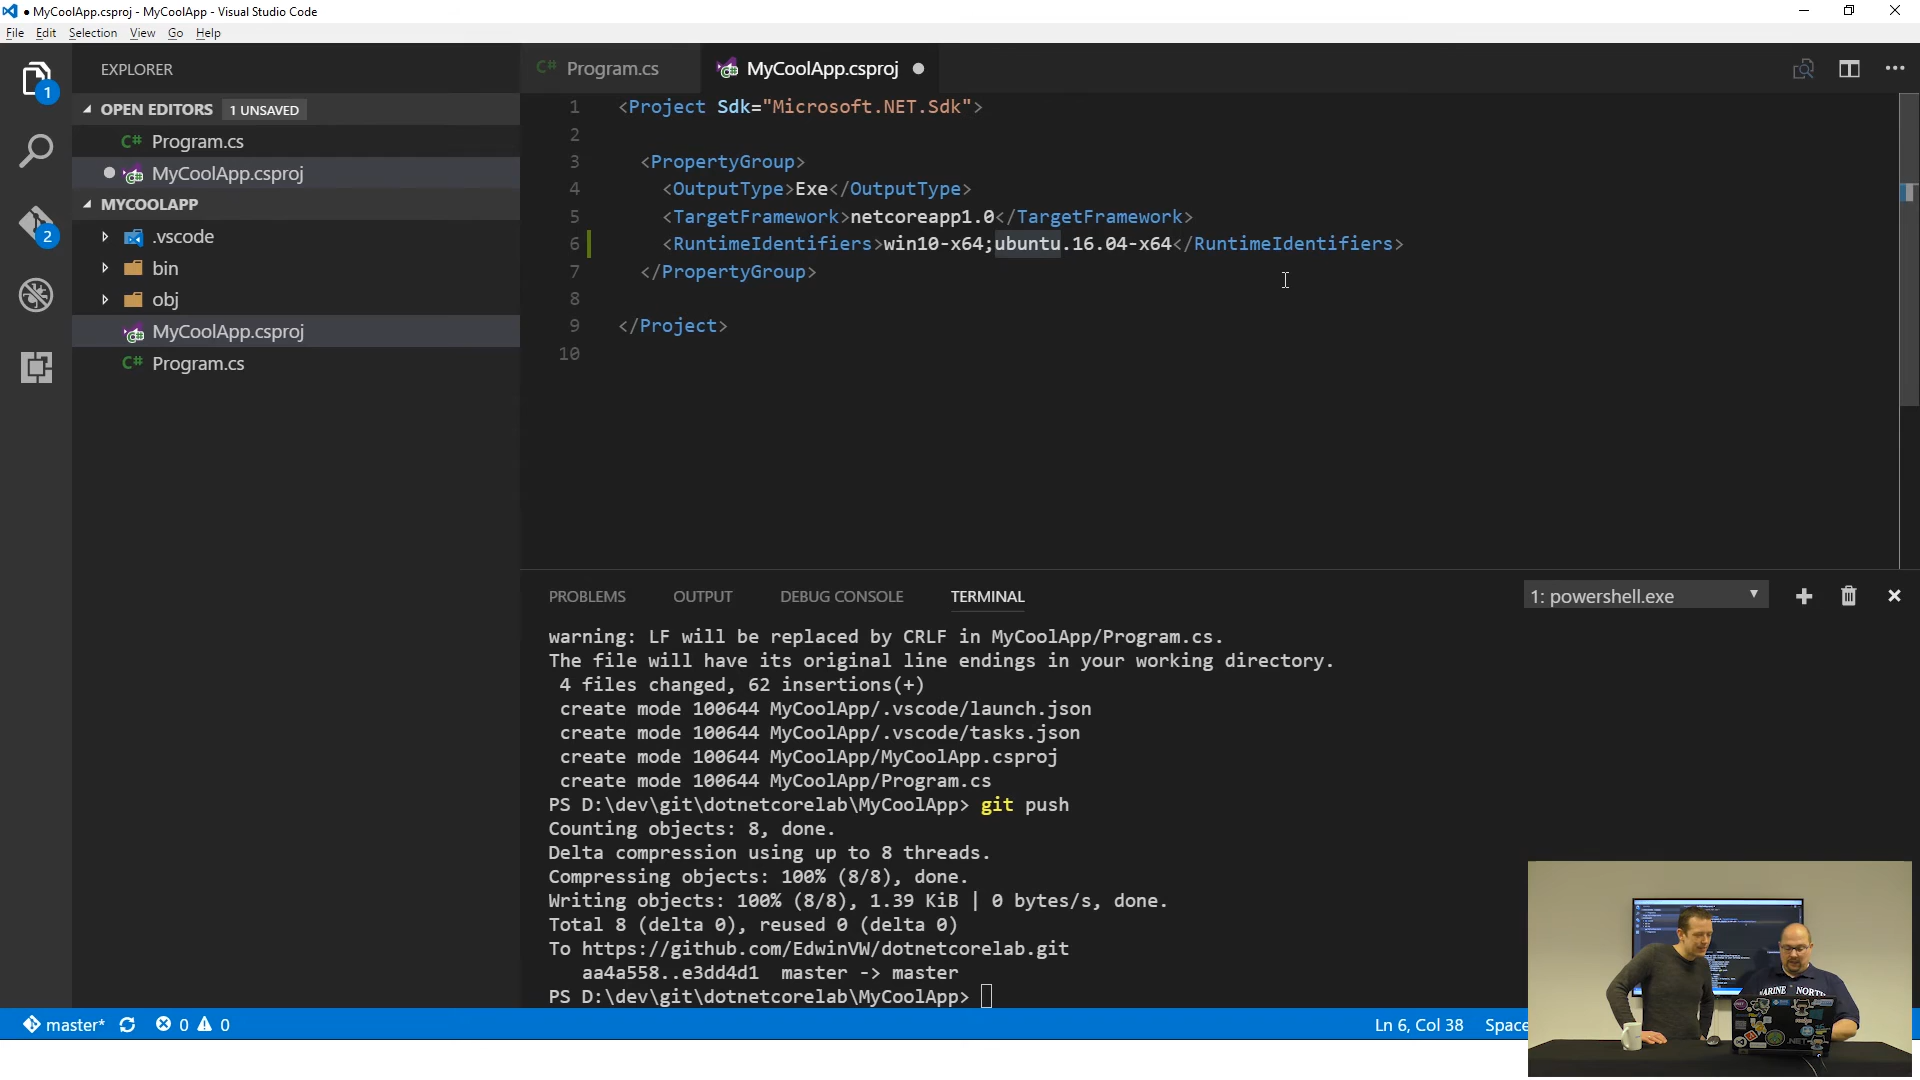 MyCoolApp.csproj - MyCoolApp - Visual Studio Code
File Edit Selection View Go Help
EXPLORER
1
OPEN EDITORS 1 UNSAVED
C# Program.cs
MyCoolApp.csproj
MYCOOLAPP
2
.vscode
bin
obj
MyCoolApp.csproj
C# Program.cs
C# Program.cs
MyCoolApp.csproj
1 <Project Sdk="Microsoft.NET.Sdk">
2
3 <PropertyGroup>
4 <OutputType>Exe</OutputType>
5 <TargetFramework>netcoreapp1.0</TargetFramework>
6 <RuntimeIdentifiers>win10-x64;ubuntu.16.04-x64</RuntimeIdentifiers>
7 </PropertyGroup>
8
9 </Project>
10
PROBLEMS OUTPUT DEBUG CONSOLE TERMINAL 1: powershell.exe
warning: LF will be replaced by CRLF in MyCoolApp/Program.cs.
The file will have its original line endings in your working directory.
4 files changed, 62 insertions(+)
create mode 100644 MyCoolApp/.vscode/launch.json
create mode 100644 MyCoolApp/.vscode/tasks.json
create mode 100644 MyCoolApp/MyCoolApp.csproj
create mode 100644 MyCoolApp/Program.cs
PS D:\dev\git\dotnetcorelab\MyCoolApp> git push
Counting objects: 8, done.
Delta compression using up to 8 threads.
Compressing objects: 100% (8/8), done.
Writing objects: 100% (8/8), 1.39 KiB | 0 bytes/s, done.
Total 8 (delta 0), reused 0 (delta 0)
To https://github.com/EdwinVW/dotnetcorelab.git
aa4a558..e3dd4d1 master -> master
PS D:\dev\git\dotnetcorelab\MyCoolApp>
master* 0 0 Ln 6, Col 38 Space
NORTH
.NET